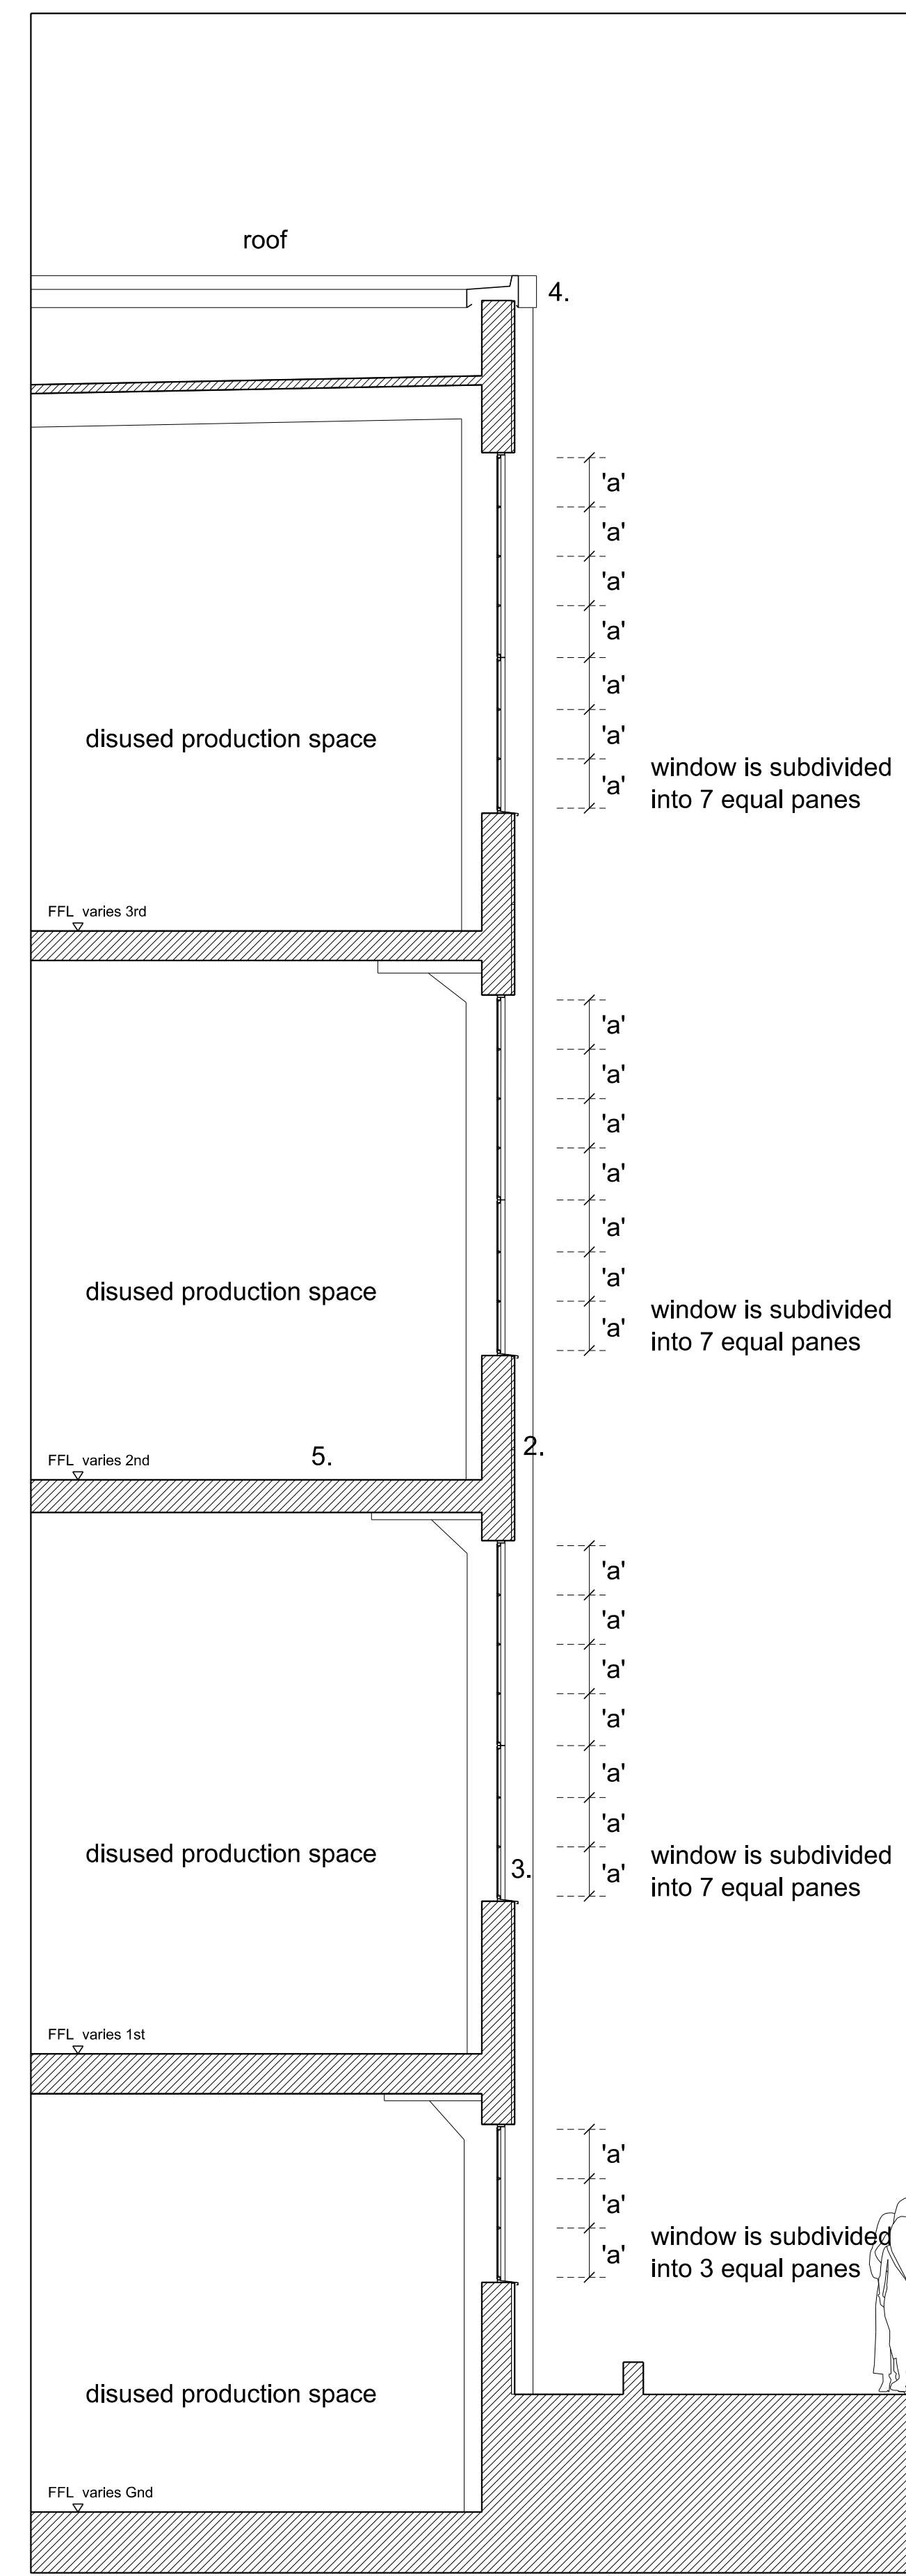 roof
4.
'a'
'a'
'a'
'a'
'a'
'a'
'a'
disused production space
window is subdivided
into 7 equal panes
FFL varies 3rd
'a'
'a'
'a'
'a'
'a'
'a'
'a'
disused production space
window is subdivided
into 7 equal panes
FFL varies 2nd
5.
2.
'a'
'a'
'a'
'a'
'a'
'a'
'a'
disused production space
window is subdivided
into 7 equal panes
3.
FFL varies 1st
'a'
'a'
'a'
window is subdivided
into 3 equal panes
disused production space
FFL varies Gnd